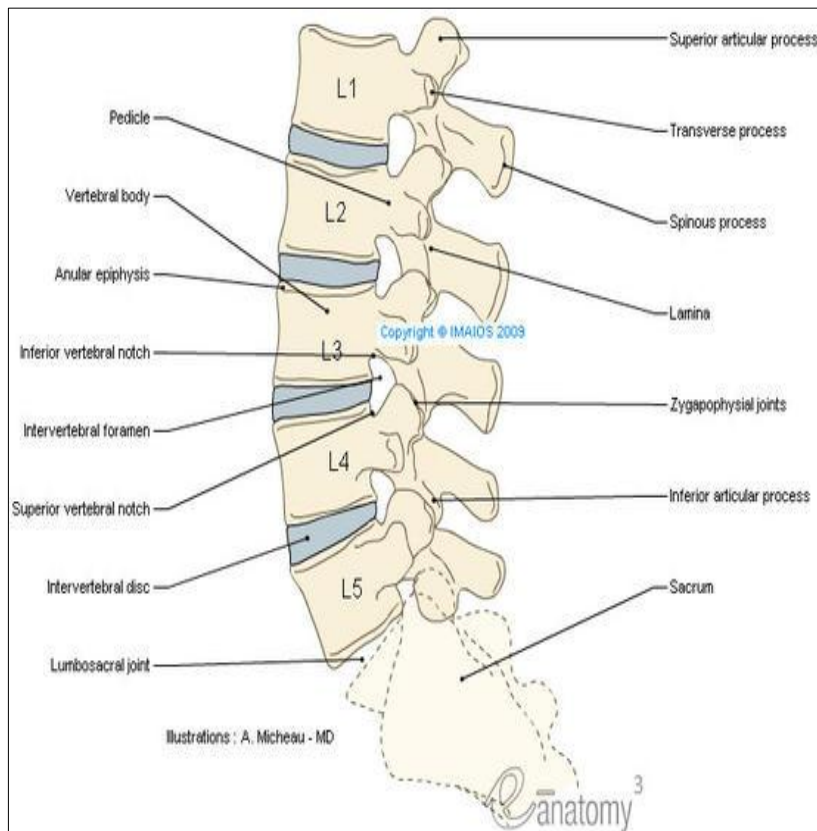 Superior articular process
L1
Transverse process
Pedicle
Vertebral body
L2
Spinous process
Anular epiphysis
Lamina
Copyright © IMAIOS 2009
Inferior vertebral notch
L3
Zygapophysial joints
Intervertebral foramen
L4
Superior vertebral notch
Inferior articular process
Intervertebral disc
L5
Sacrum
Lumbosacral joint
Illustrations : A. Micheau - MD
e-anatomy 3